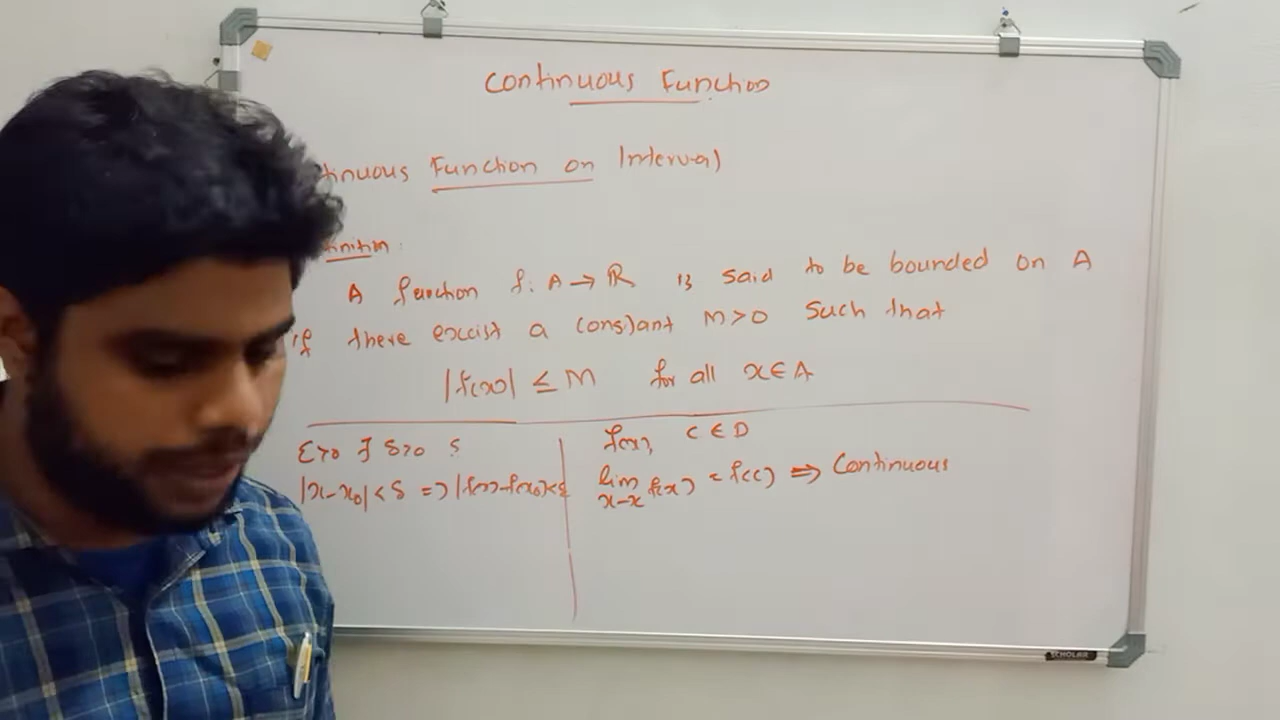 Continuous Function
tinuous Function on Interval
inition:
A function f: A → ℝ is said to be bounded on A
if there exist a constant M>0 such that
|f(x)| ≤ M for all x ∈ A
ε>0 ∃ δ>0 s
|x-x₀|<δ => |f(x)-f(x₀)|<ε
f(x), c ∈ D
lim f(x) = f(c) => Continuous
x-x
SCHOLAR